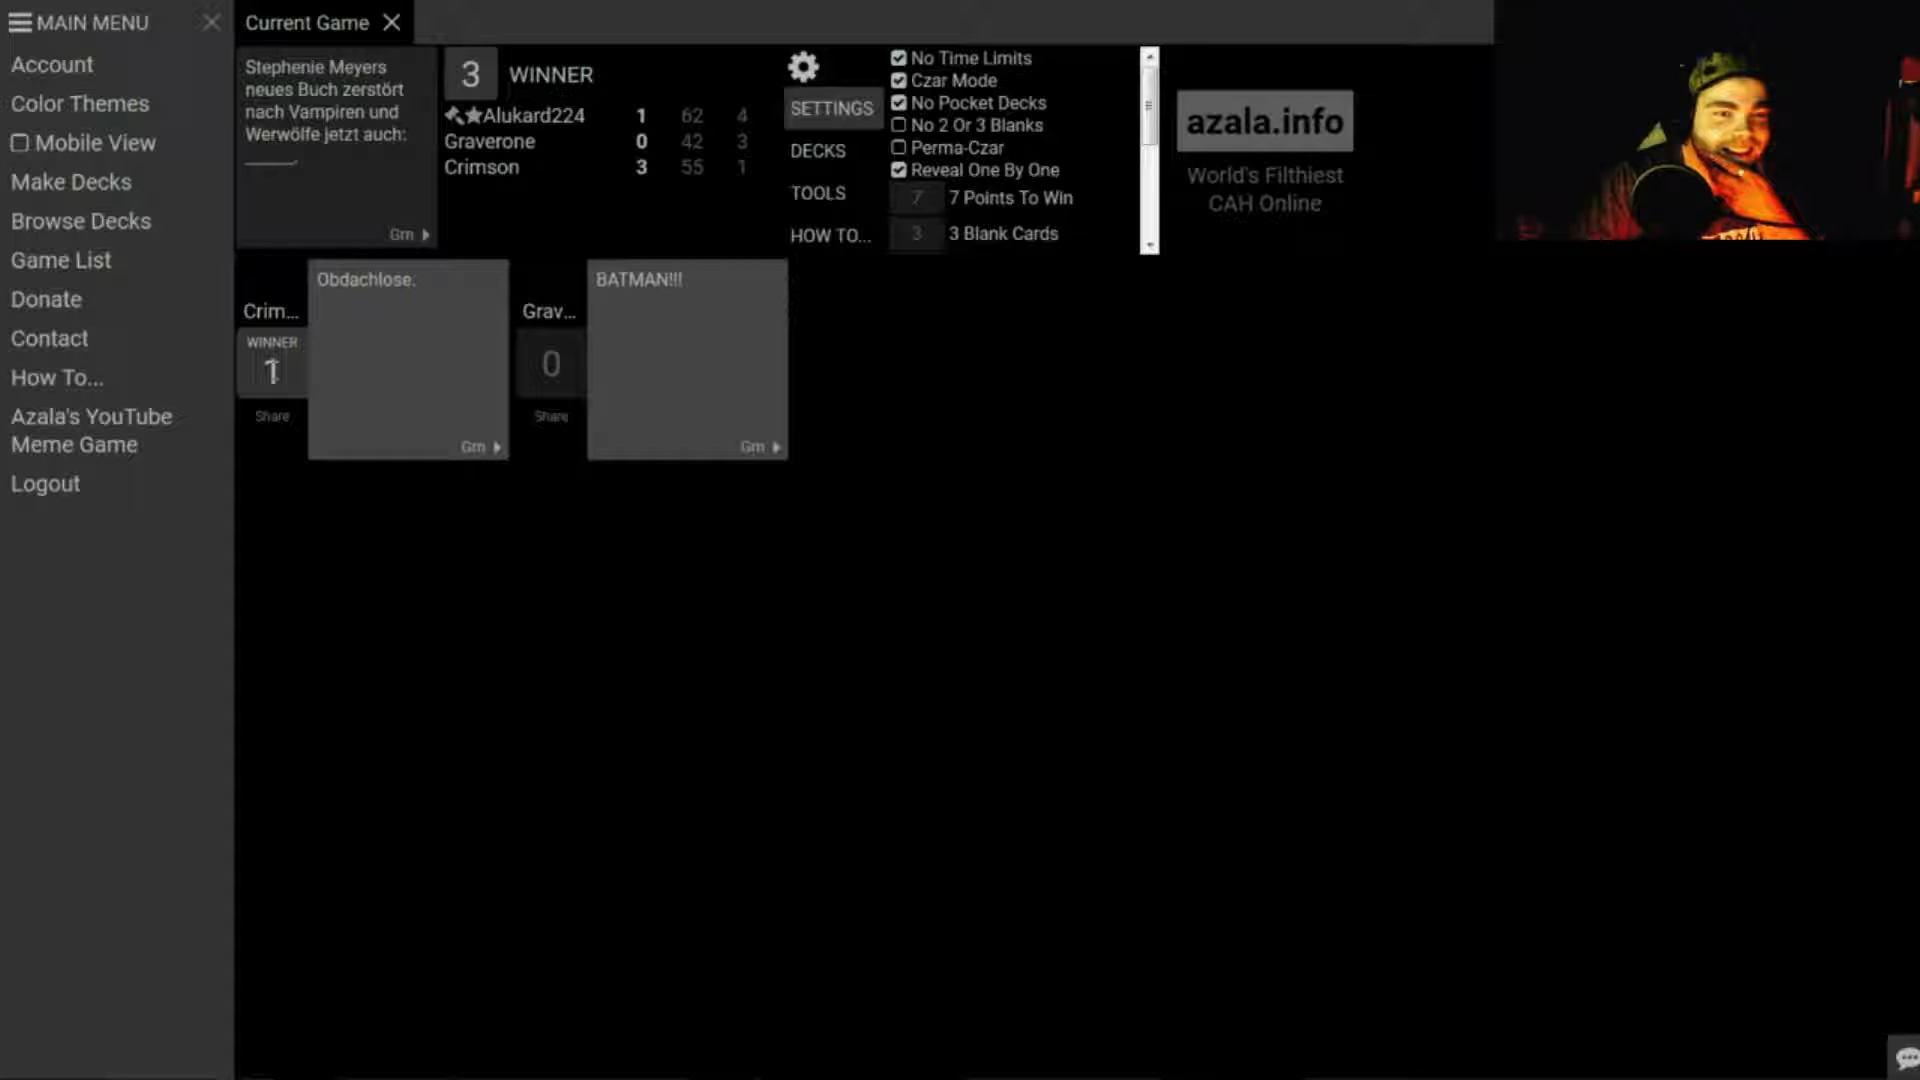 MAIN MENU
Account
Color Themes
Mobile View
Make Decks
Browse Decks
Game List
Donate
Contact
How To...
Azala's YouTube
Meme Game
Logout
Current Game
Stephenie Meyers
neues Buch zerstört
nach Vampiren und
Werwölfe jetzt auch:
______.
Grn
3 WINNER
Alukard224 1 62 4
Graverone 0 42 3
Crimson 3 55 1
SETTINGS
DECKS
TOOLS
HOW TO...
No Time Limits
Czar Mode
No Pocket Decks
No 2 Or 3 Blanks
Perma-Czar
Reveal One By One
7 7 Points To Win
3 3 Blank Cards
azala.info
World's Filthiest
CAH Online
Crim...
WINNER
1
Share
Obdachlose.
Grn
Grav...
0
Share
BATMAN!!!
Grn